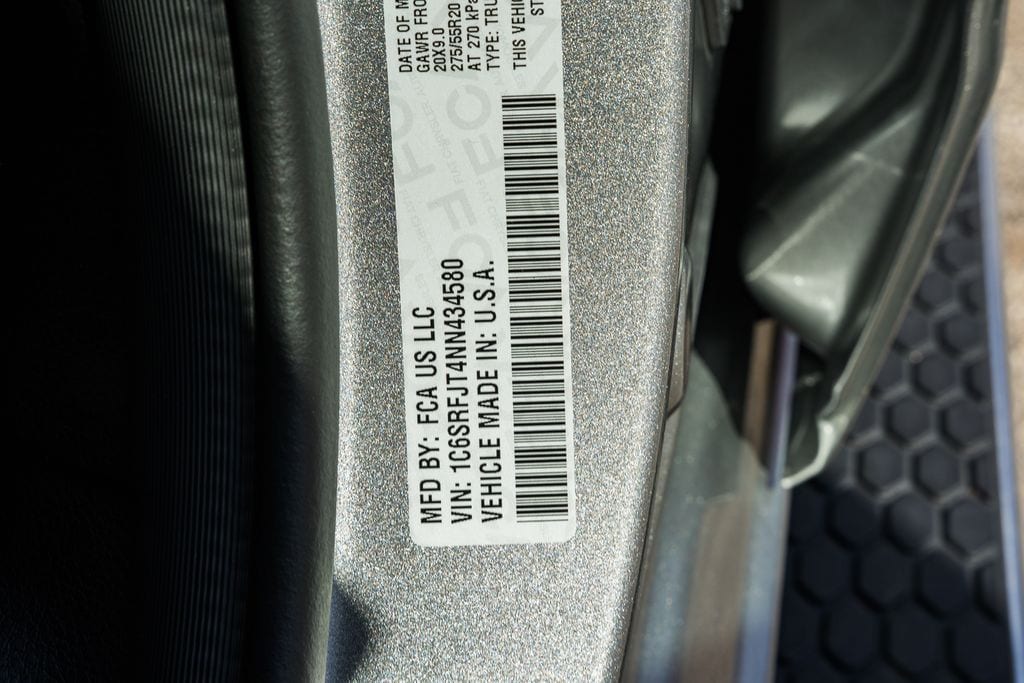 MFD BY: FCA US LLC
VIN: 1C6SRFJT4NN434580
VEHICLE MADE IN: U.S.A.
DATE OF M
GAWR FRO
20X9.0
275/55R20
AT 270 kPa
TYPE: TRU
THIS VEHIC
ST